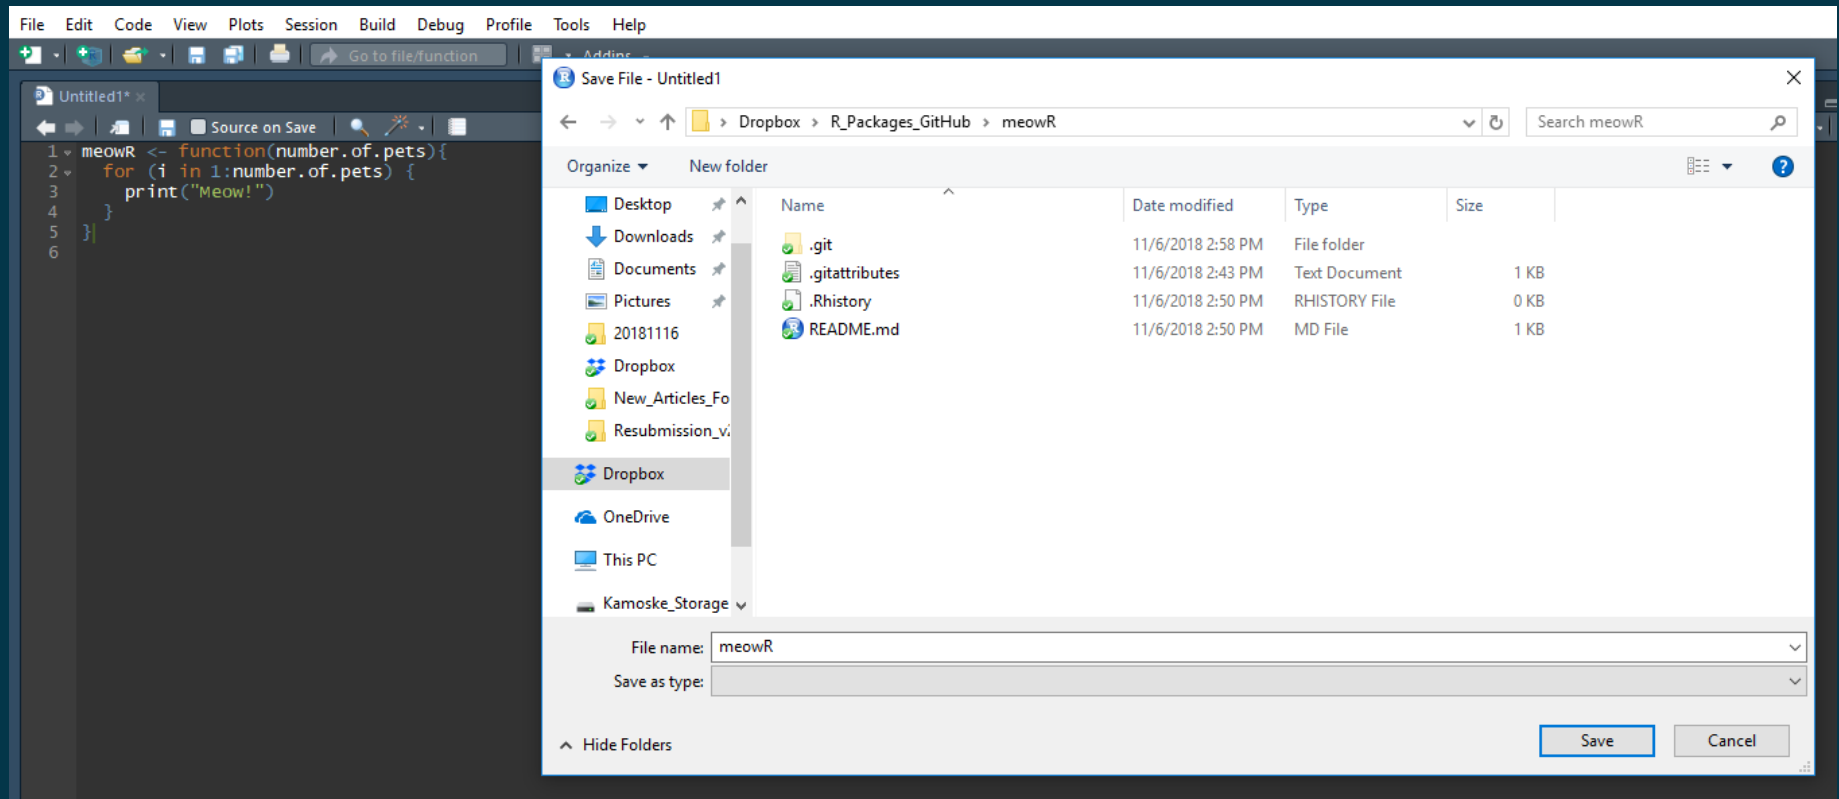 File Edit Code View Plots Session Build Debug Profile Tools Help
Go to file/function Addins
Untitled1*
Source on Save
1 meowR <- function(number.of.pets){
2 for (i in 1:number.of.pets) {
3 print("Meow!")
4 }
5 }
6
Save File - Untitled1
Dropbox › R_Packages_GitHub › meowR
Search meowR
Organize New folder
Desktop
Downloads
Documents
Pictures
20181116
Dropbox
New_Articles_Fo
Resubmission_v
Dropbox
OneDrive
This PC
Kamoske_Storage
Name Date modified Type Size
.git 11/6/2018 2:58 PM File folder
.gitattributes 11/6/2018 2:43 PM Text Document 1 KB
.Rhistory 11/6/2018 2:50 PM RHISTORY File 0 KB
README.md 11/6/2018 2:50 PM MD File 1 KB
File name: meowR
Save as type:
Hide Folders
Save Cancel